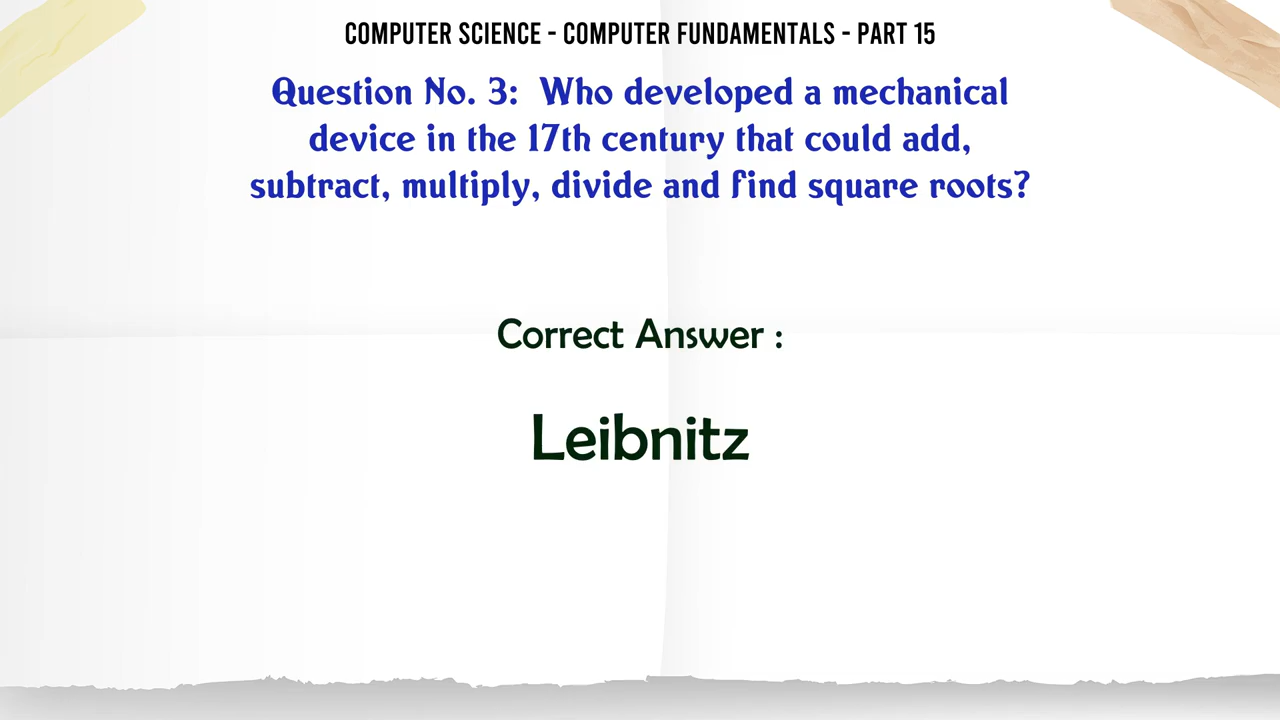 COMPUTER SCIENCE - COMPUTER FUNDAMENTALS - PART 15
Question No. 3: Who developed a mechanical
device in the 17th century that could add,
subtract, multiply, divide and find square roots?
Correct Answer :
Leibnitz